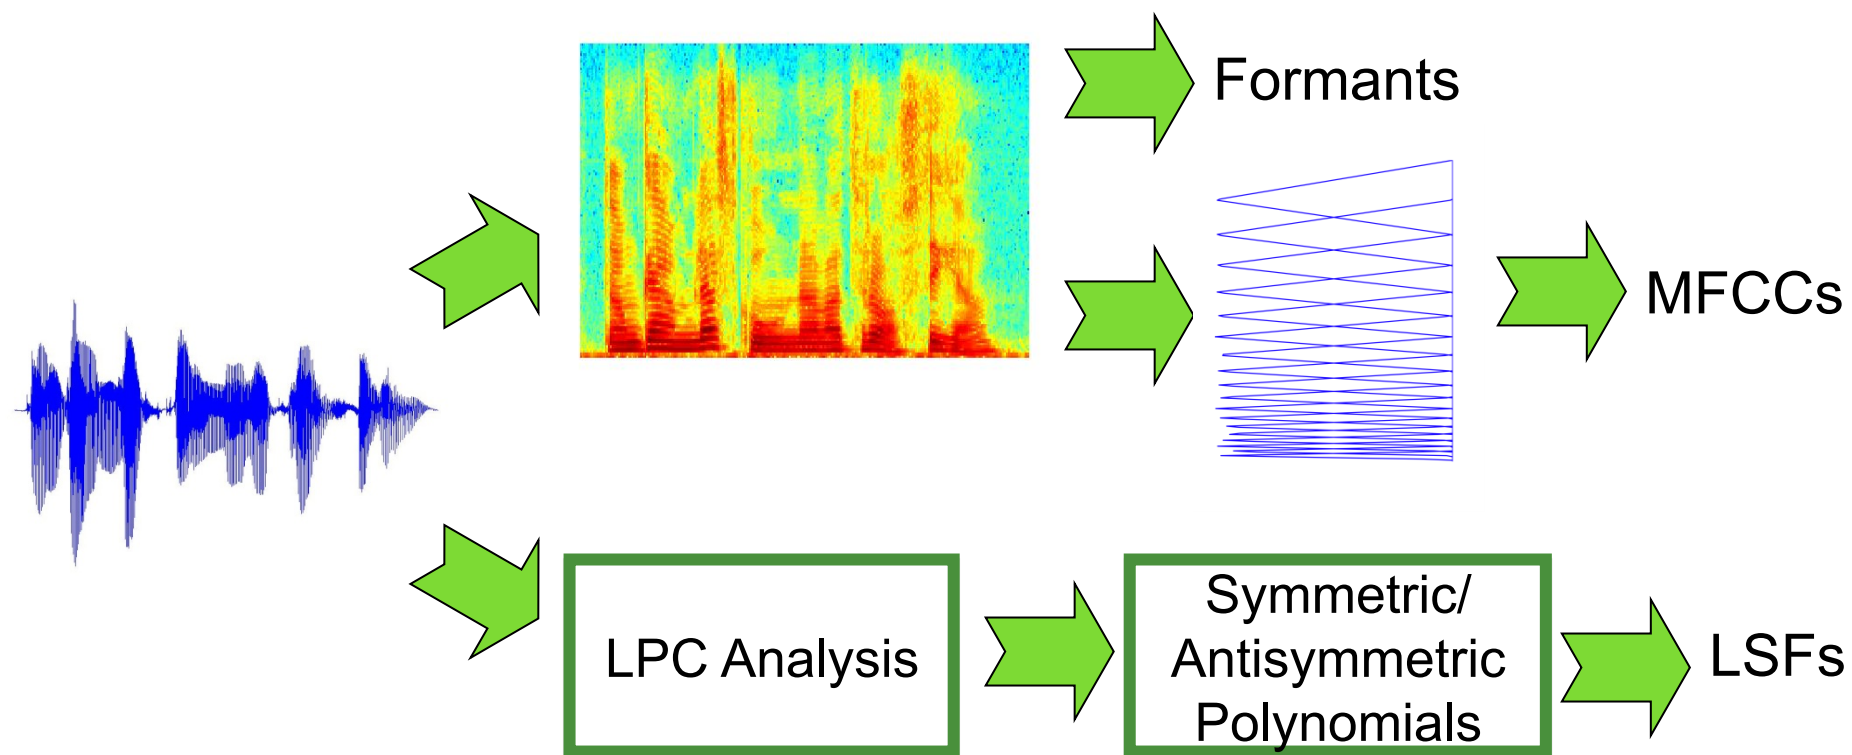 Formants
MFCCs
LPC Analysis
Symmetric/
Antisymmetric
Polynomials
LSFs